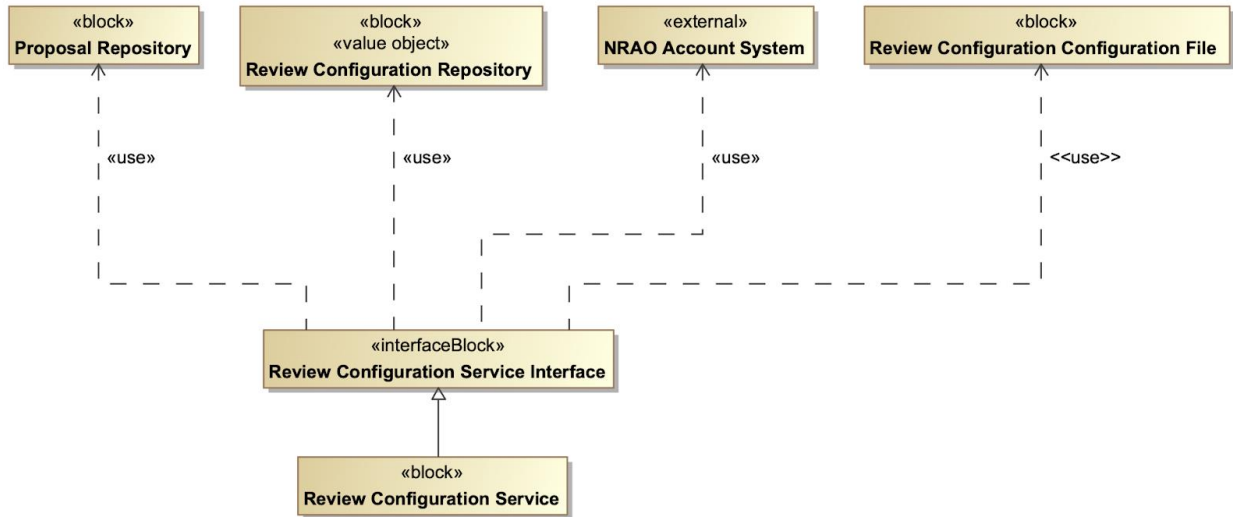 «block»
Proposal Repository
«block»
«value object»
Review Configuration Repository
«external»
NRAO Account System
«block»
Review Configuration Configuration File
«use»
«use»
«use»
<<use>>
«interfaceBlock»
Review Configuration Service Interface
«block»
Review Configuration Service